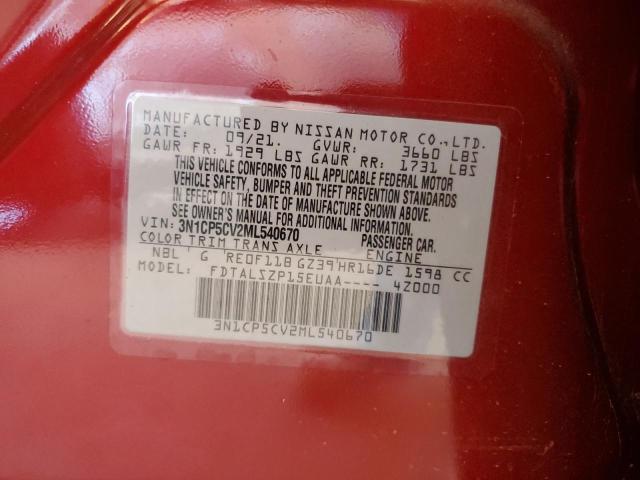 MANUFACTURED BY NISSAN MOTOR CO.,LTD.
DATE: 09/21. GVWR: 3660 LBS
GAWR FR: 1929 LBS GAWR RR: 1731 LBS
THIS VEHICLE CONFORMS TO ALL APPLICABLE FEDERAL MOTOR
VEHICLE SAFETY, BUMPER AND THEFT PREVENTION STANDARDS
IN EFFECT ON THE DATE OF MANUFACTURE SHOWN ABOVE.
SEE OWNER'S MANUAL FOR ADDITIONAL INFORMATION.
VIN: 3N1CP5CV2ML540670 PASSENGER CAR.
COLOR TRIM TRANS AXLE ENGINE
NBL G RE0F11B GZ39 HR16DE 1598 CC
MODEL: FDTALSZP15EUAA---- 4Z000
3N1CP5CV2ML540670